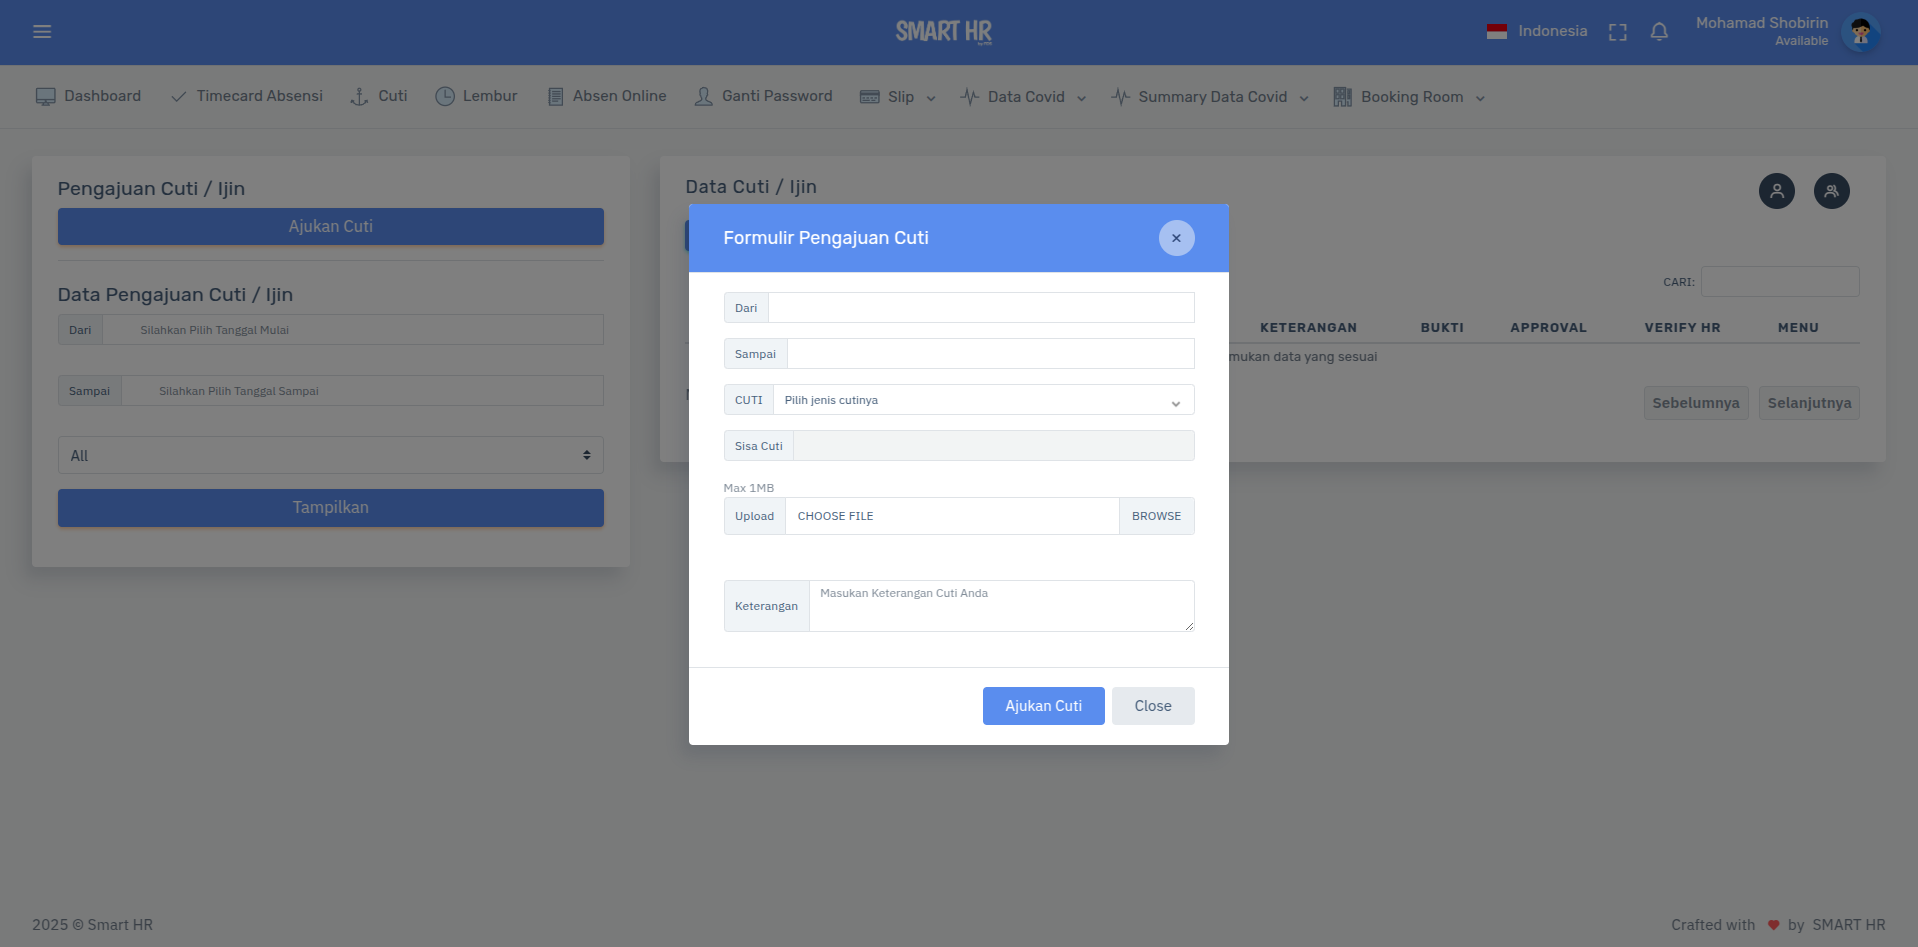 SMART HR
Indonesia
Mohamad Shobirin
Available
Dashboard
Timecard Absensi
Cuti
Lembur
Absen Online
Ganti Password
Slip
Data Covid
Summary Data Covid
Booking Room
Pengajuan Cuti / Ijin
Ajukan Cuti
Data Pengajuan Cuti / Ijin
Dari Silahkan Pilih Tanggal Mulai
Sampai Silahkan Pilih Tanggal Sampai
All
Tampilkan
Data Cuti / Ijin
CARI:
KETERANGAN BUKTI APPROVAL VERIFY HR MENU
mukan data yang sesuai
Sebelumnya Selanjutnya
Formulir Pengajuan Cuti
×
Dari
Sampai
CUTI Pilih jenis cutinya
Sisa Cuti
Max 1MB
Upload CHOOSE FILE BROWSE
Keterangan Masukan Keterangan Cuti Anda
Ajukan Cuti Close
2025 © Smart HR
Crafted with by SMART HR